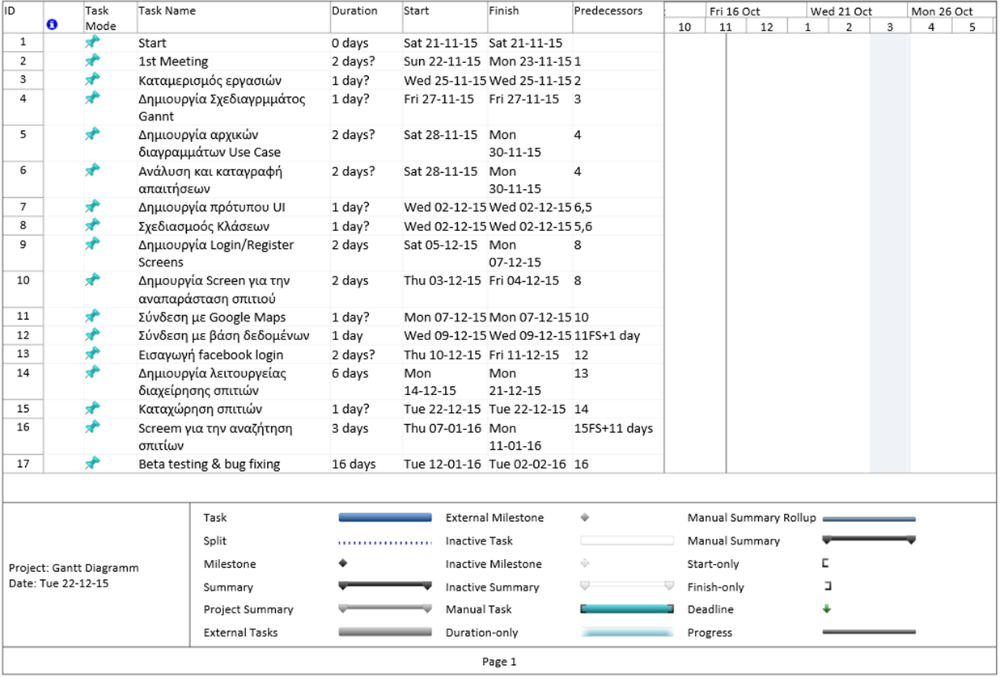 ID Task Mode Task Name Duration Start Finish Predecessors Fri 16 Oct Wed 21 Oct Mon 26 Oct
10 11 12 1 2 3 4 5
1 Start 0 days Sat 21-11-15 Sat 21-11-15
2 1st Meeting 2 days? Sun 22-11-15 Mon 23-11-15 1
3 Καταμερισμός εργασιών 1 day? Wed 25-11-15 Wed 25-11-15 2
4 Δημιουργία Σχεδιαγρμμάτος 1 day? Fri 27-11-15 Fri 27-11-15 3
Gannt
5 Δημιουργία αρχικών 2 days? Sat 28-11-15 Mon 4
διαγραμμάτων Use Case 30-11-15
6 Ανάλυση και καταγραφή 2 days? Sat 28-11-15 Mon 4
απαιτήσεων 30-11-15
7 Δημιουργία πρότυπου UI 1 day? Wed 02-12-15 Wed 02-12-15 6,5
8 Σχεδιασμοός Κλάσεων 1 day? Wed 02-12-15 Wed 02-12-15 5,6
9 Δημιουργία Login/Register 2 days Sat 05-12-15 Mon 8
Screens 07-12-15
10 Δημουργία Screen για την 2 days Thu 03-12-15 Fri 04-12-15 8
αναπαράσταση σπιτιού
11 Σύνδεση με Google Maps 1 day? Mon 07-12-15 Mon 07-12-15 10
12 Σύνδεση με βάση δεδομένων 1 day Wed 09-12-15 Wed 09-12-15 11FS+1 day
13 Εισαγωγή facebook login 2 days? Thu 10-12-15 Fri 11-12-15 12
14 Δημιουργία λειτουργείας 6 days Mon Mon 13
διαχείρησης σπιτιών 14-12-15 21-12-15
15 Καταχώρηση σπιτιών 1 day? Tue 22-12-15 Tue 22-12-15 14
16 Screem για την αναζήτηση 3 days Thu 07-01-16 Mon 15FS+11 days
σπιτίων 11-01-16
17 Beta testing & bug fixing 16 days Tue 12-01-16 Tue 02-02-16 16
Project: Gantt Diagramm
Date: Tue 22-12-15
Task External Milestone Manual Summary Rollup
Split Inactive Task Manual Summary
Milestone Inactive Milestone Start-only
Summary Inactive Summary Finish-only
Project Summary Manual Task Deadline
External Tasks Duration-only Progress
Page 1